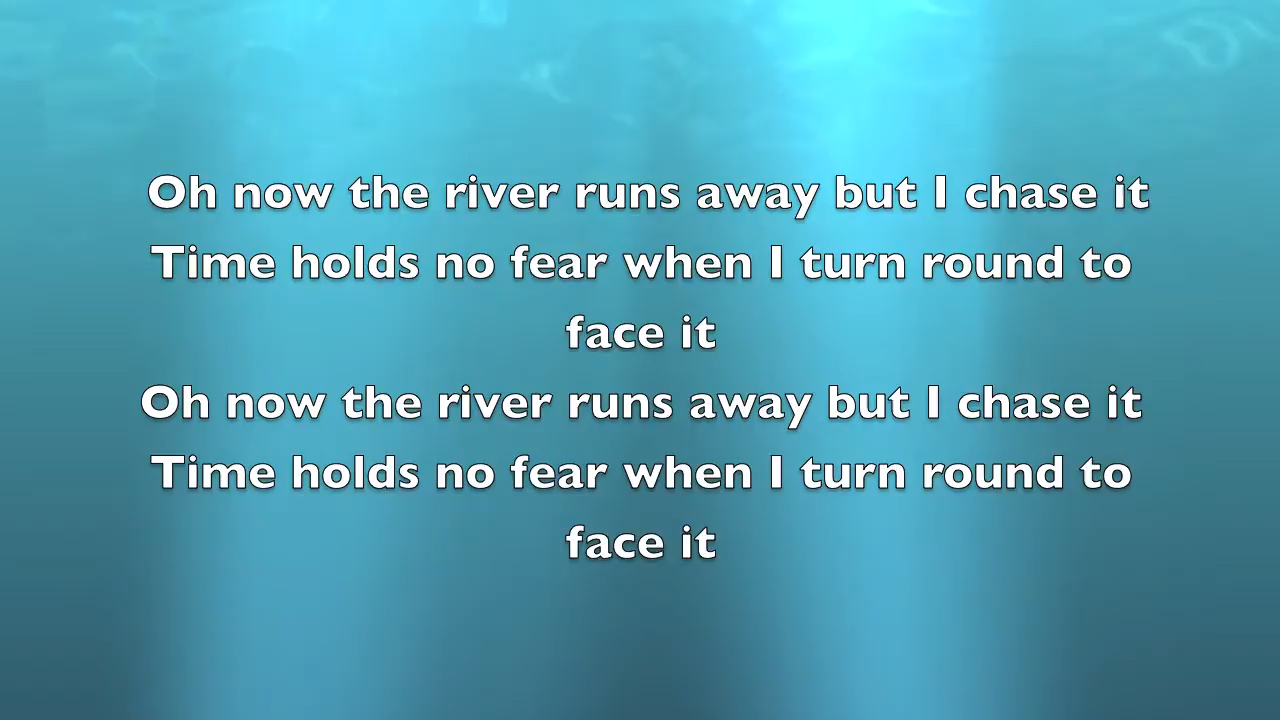 Oh now the river runs away but I chase it
Time holds no fear when I turn round to
face it
Oh now the river runs away but I chase it
Time holds no fear when I turn round to
face it